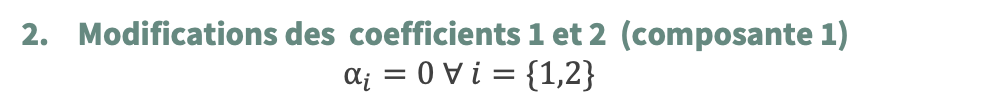 2. Modifications des coefficients 1 et 2 (composante 1)
αᵢ = 0 ∀ i = {1,2}